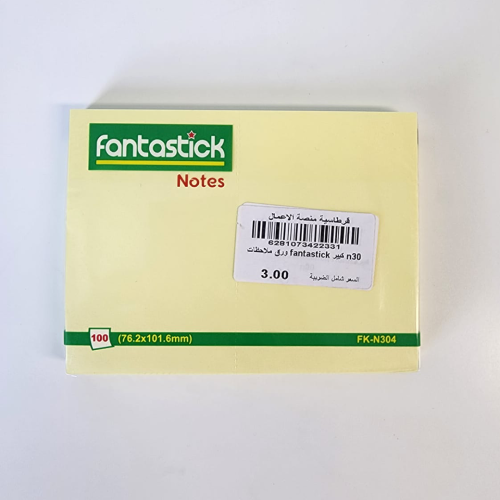 fantastick
Notes
قرطاسية منصة الاعمال
6281073422331
ورق ملاحظات fantastick كبير n30
السعر شامل الضريبة 3.00
100 (76.2x101.6mm) FK-N304